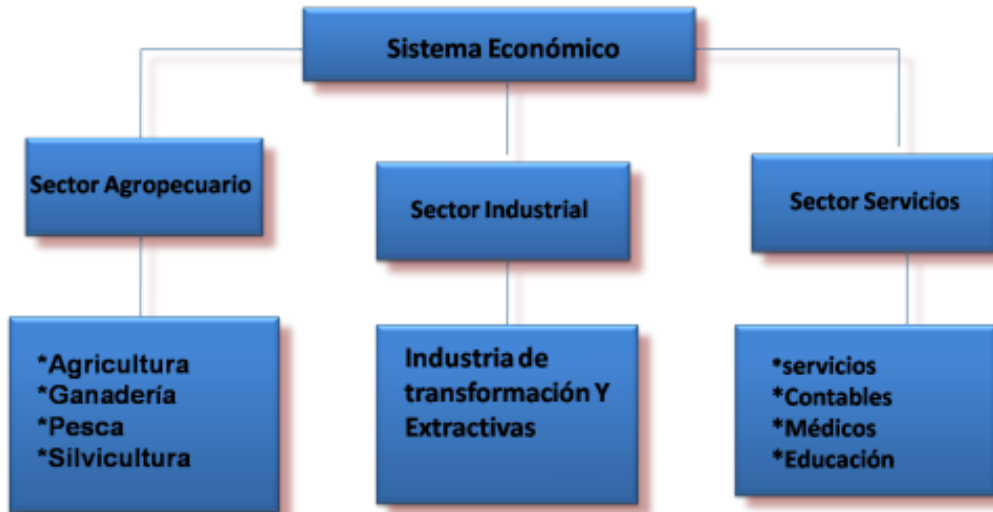 Sistema Económico
Sector Agropecuario
Sector Industrial
Sector Servicios
*Agricultura
*Ganadería
*Pesca
*Silvicultura
Industria de
transformación Y
Extractivas
*servicios
*Contables
*Médicos
*Educación